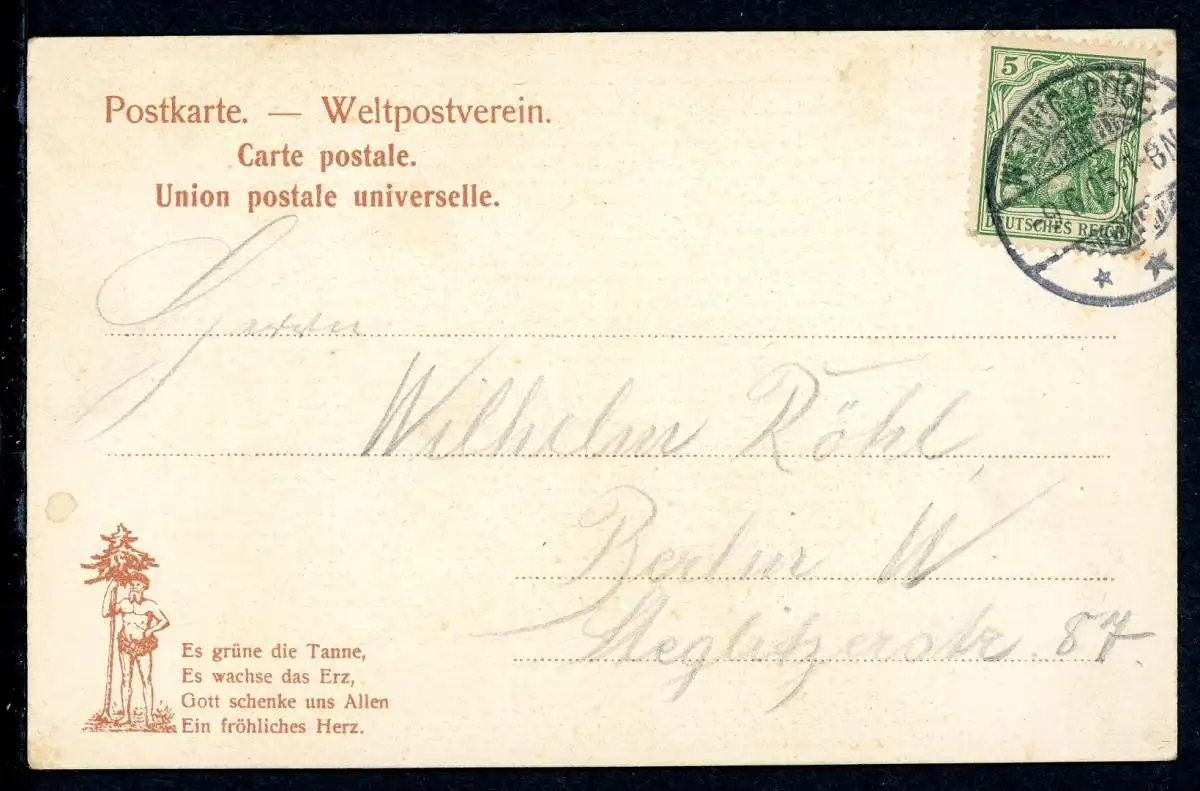 Postkarte. — Weltpostverein.
Carte postale.
Union postale universelle.
5
DEUTSCHES REICH
Herrn
Wilhelm Röhl,
Berlin W
Steglitzerstr. 87
Es grüne die Tanne,
Es wachse das Erz,
Gott schenke uns Allen
Ein fröhliches Herz.